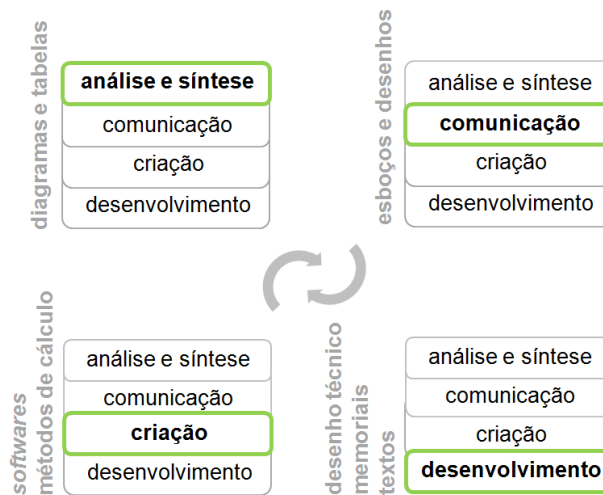 diagramas e tabelas
análise e síntese
comunicação
criação
desenvolvimento
esboços e desenhos
análise e síntese
comunicação
criação
desenvolvimento
softwares
métodos de cálculo
análise e síntese
comunicação
criação
desenvolvimento
desenho técnico
memoriais
textos
análise e síntese
comunicação
criação
desenvolvimento